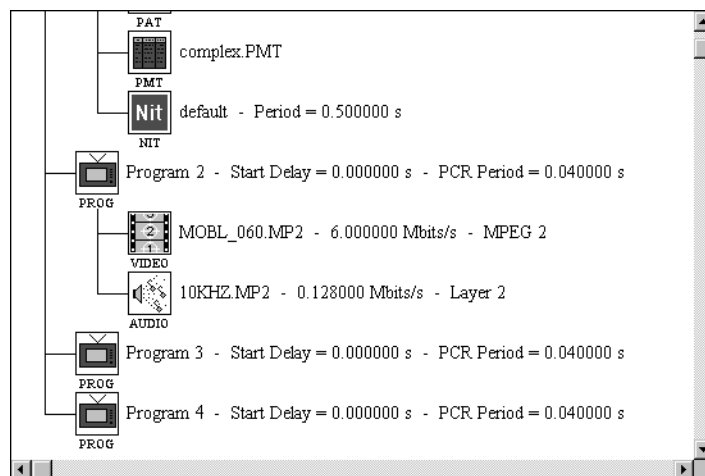 PAT
complex.PMT
PMT
Nit
default - Period = 0.500000 s
NIT
Program 2 - Start Delay = 0.000000 s - PCR Period = 0.040000 s
PROG
2
MOBL_060.MP2 - 6.000000 Mbits/s - MPEG 2
1
VIDEO
10KHZ.MP2 - 0.128000 Mbits/s - Layer 2
AUDIO
Program 3 - Start Delay = 0.000000 s - PCR Period = 0.040000 s
PROG
Program 4 - Start Delay = 0.000000 s - PCR Period = 0.040000 s
PROG